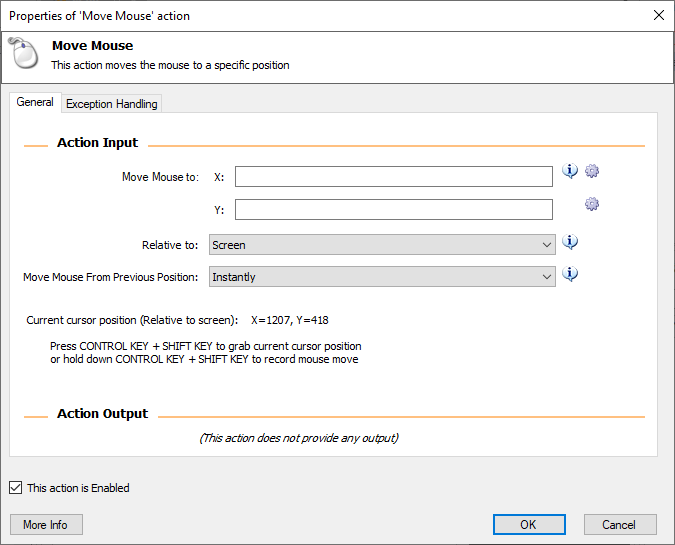 Properties of 'Move Mouse' action
Move Mouse
This action moves the mouse to a specific position
General
Exception Handling
Action Input
Move Mouse to: X:
Y:
Relative to: Screen
Move Mouse From Previous Position: Instantly
Current cursor position (Relative to screen): X=1207, Y=418
Press CONTROL KEY + SHIFT KEY to grab current cursor position
or hold down CONTROL KEY + SHIFT KEY to record mouse move
Action Output
(This action does not provide any output)
This action is Enabled
More Info
OK
Cancel